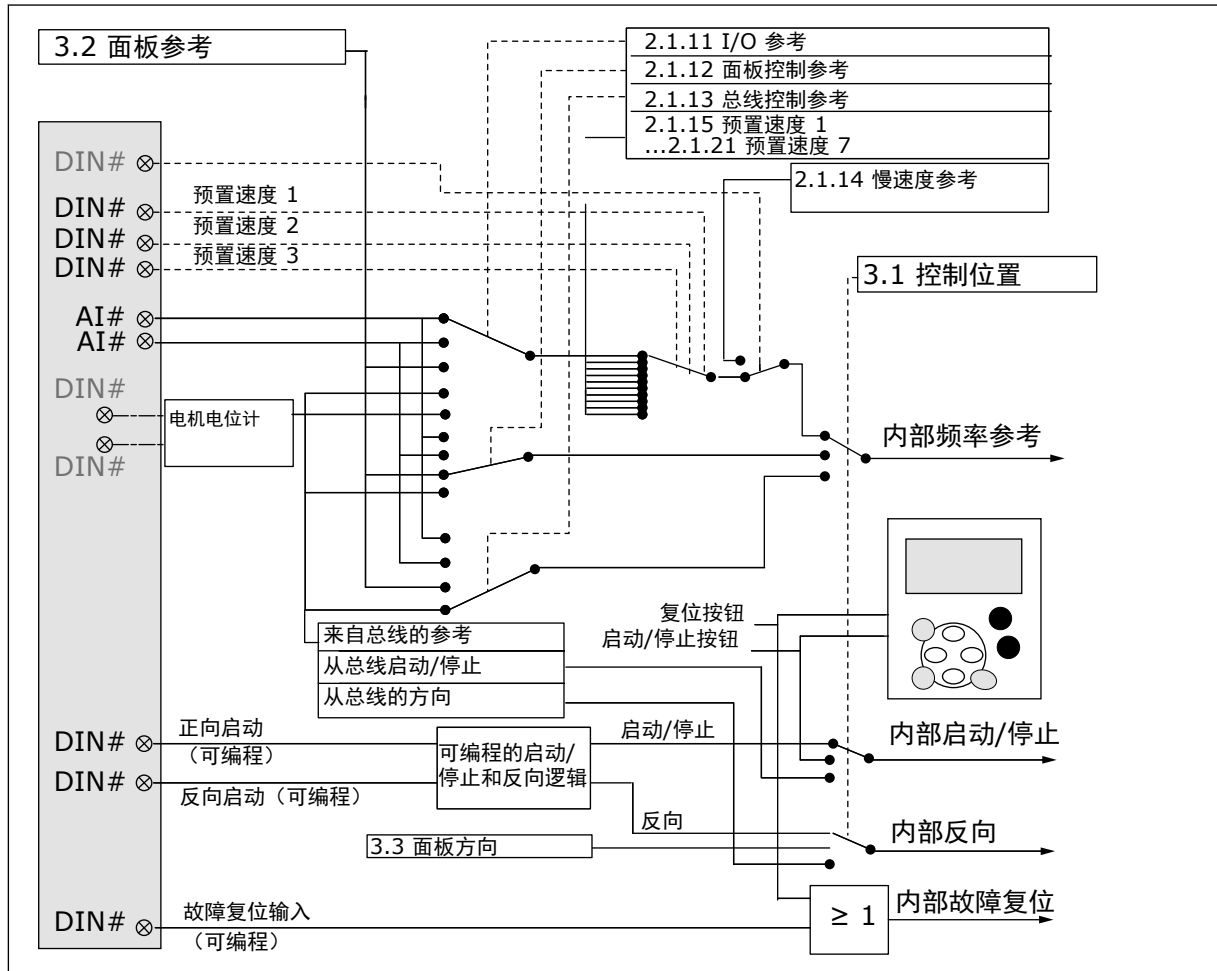 3.2 面板参考
2.1.11 I/O 参考
2.1.12 面板控制参考
2.1.13 总线控制参考
2.1.15 预置速度 1
...2.1.21 预置速度 7
2.1.14 慢速度参考
3.1 控制位置
DIN#
DIN#
预置速度 1
DIN#
预置速度 2
DIN#
预置速度 3
AI#
AI#
DIN#
电机电位计
DIN#
内部频率参考
复位按钮
启动/停止按钮
来自总线的参考
从总线启动/停止
从总线的方向
DIN#
正向启动
（可编程）
DIN#
反向启动（可编程）
可编程的启动/
停止和反向逻辑
启动/停止
内部启动/停止
反向
3.3 面板方向
内部反向
DIN#
故障复位输入
（可编程）
≥ 1
内部故障复位